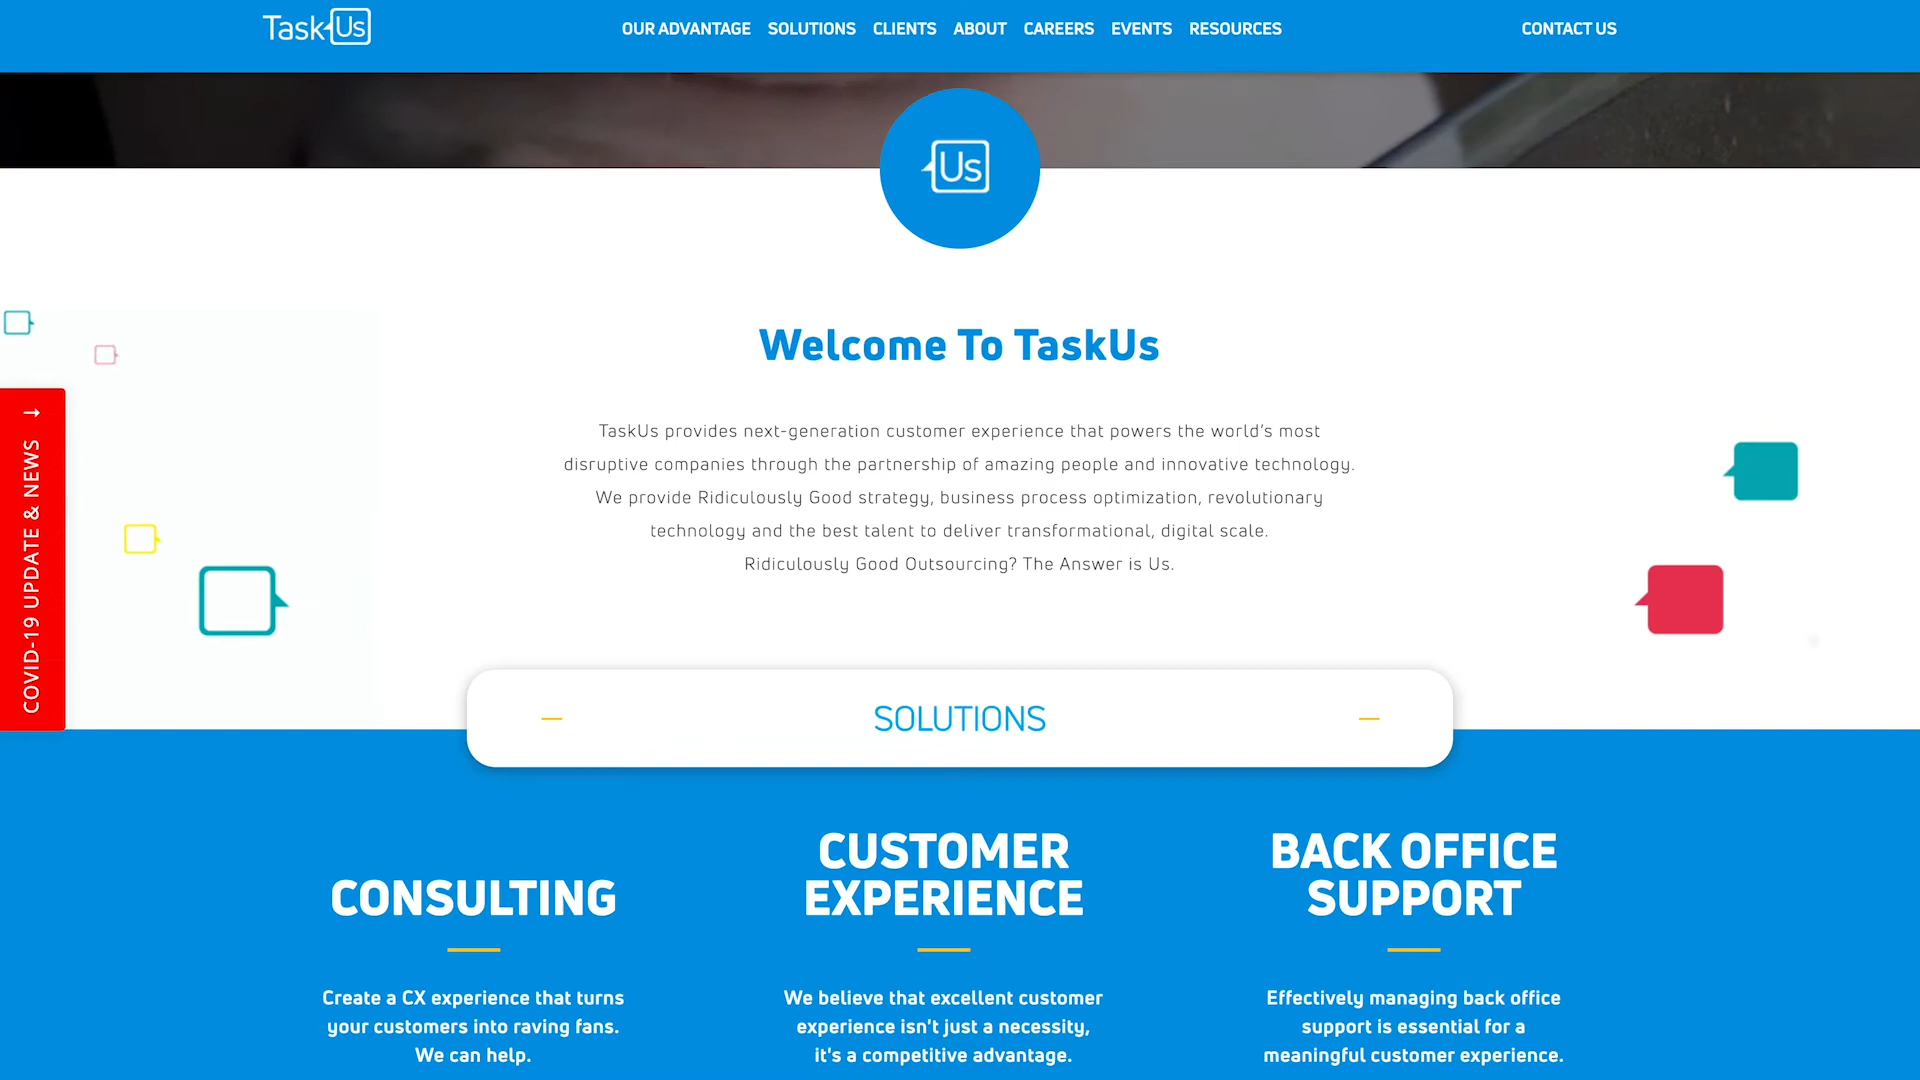 TaskUs
OUR ADVANTAGE SOLUTIONS CLIENTS ABOUT CAREERS EVENTS RESOURCES CONTACT US
Us
Welcome To TaskUs
TaskUs provides next-generation customer experience that powers the world’s most
disruptive companies through the partnership of amazing people and innovative technology.
We provide Ridiculously Good strategy, business process optimization, revolutionary
technology and the best talent to deliver transformational, digital scale.
Ridiculously Good Outsourcing? The Answer is Us.
COVID-19 UPDATE & NEWS
SOLUTIONS
CONSULTING
Create a CX experience that turns
your customers into raving fans.
We can help.
CUSTOMER
EXPERIENCE
We believe that excellent customer
experience isn't just a necessity,
it's a competitive advantage.
BACK OFFICE
SUPPORT
Effectively managing back office
support is essential for a
meaningful customer experience.